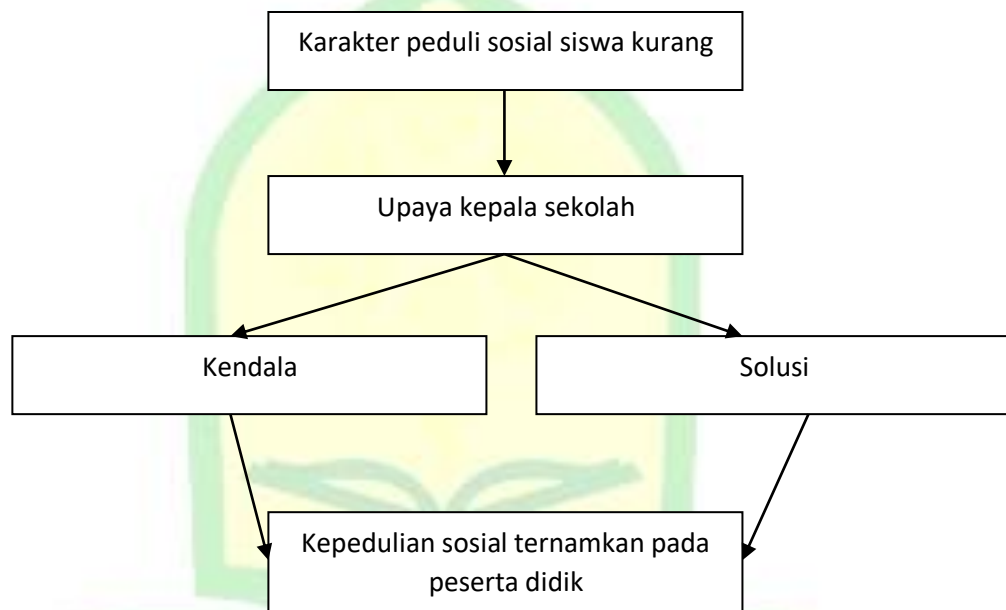 Karakter peduli sosial siswa kurang
Upaya kepala sekolah
Kendala
Solusi
Kepedulian sosial ternamkan pada
peserta didik